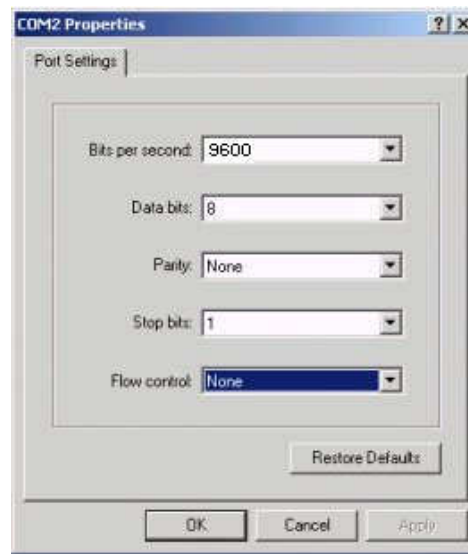 COM2 Properties
Port Settings
Bits per second: 9600
Data bits: 8
Parity: None
Stop bits: 1
Flow control: None
Restore Defaults
OK Cancel Apply